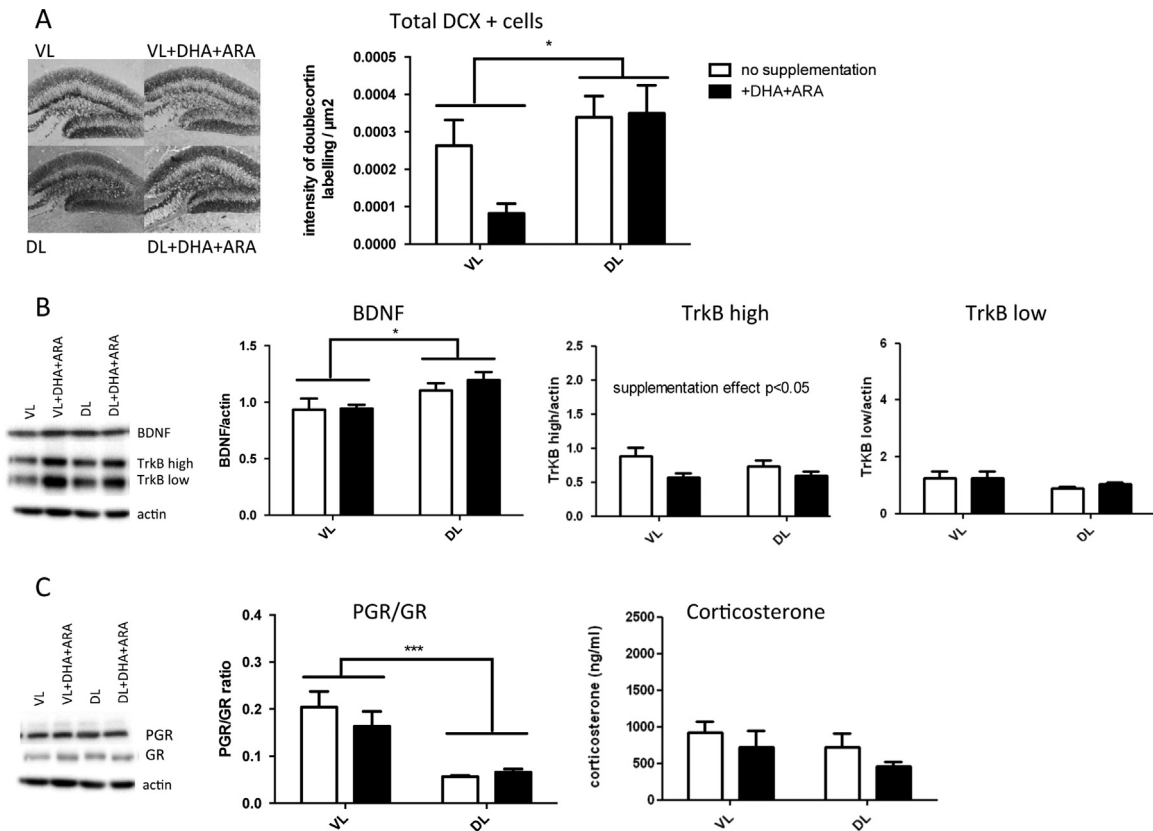 A
Total DCX + cells
VL
VL+DHA+ARA
DL
DL+DHA+ARA
intensity of doublecortin
labelling / µm2
0.0005
0.0004
0.0003
0.0002
0.0001
0.0000
*
VL
DL
no supplementation
+DHA+ARA
B
VL
VL+DHA+ARA
DL
DL+DHA+ARA
BDNF
TrkB high
TrkB low
actin
BDNF
BDNF/actin
1.5
1.0
0.5
0.0
*
VL
DL
TrkB high
TrKB high/actin
2.5
2.0
1.5
1.0
0.5
0.0
supplementation effect p<0.05
VL
DL
TrkB low
TrKB low/actin
6
4
2
0
VL
DL
C
VL
VL+DHA+ARA
DL
DL+DHA+ARA
PGR
GR
actin
PGR/GR
PGR/GR ratio
0.4
0.3
0.2
0.1
0.0
***
VL
DL
Corticosterone
corticosterone (ng/ml)
2500
2000
1500
1000
500
0
VL
DL